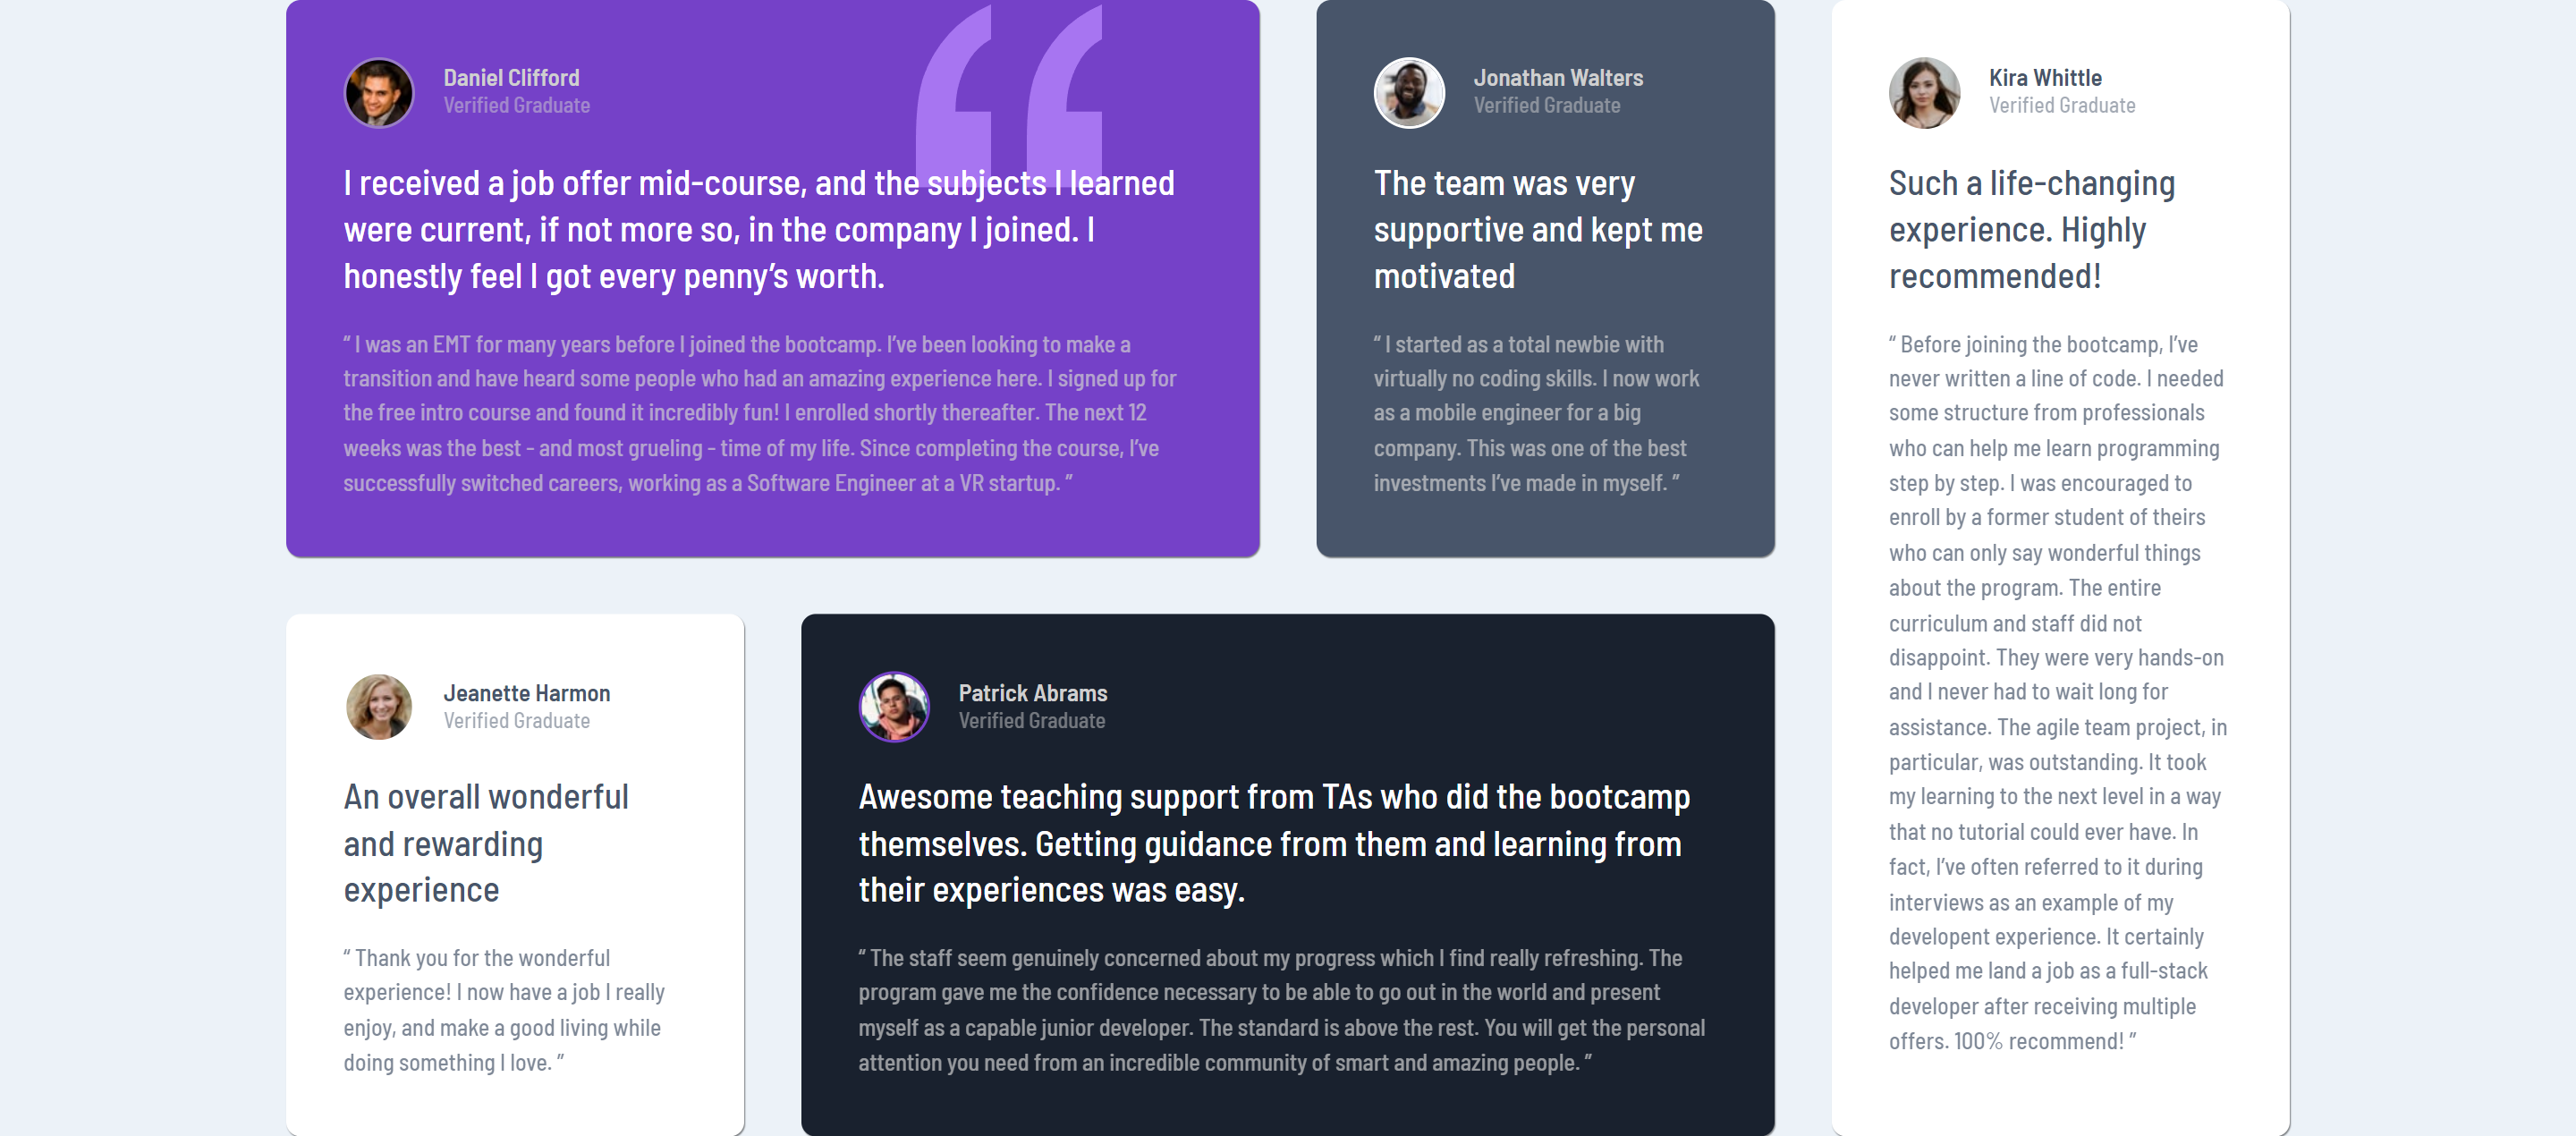 Daniel Clifford
Verified Graduate
I received a job offer mid-course, and the subjects I learned
were current, if not more so, in the company I joined. I
honestly feel I got every penny’s worth.
“ I was an EMT for many years before I joined the bootcamp. I’ve been looking to make a
transition and have heard some people who had an amazing experience here. I signed up for
the free intro course and found it incredibly fun! I enrolled shortly thereafter. The next 12
weeks was the best - and most grueling - time of my life. Since completing the course, I’ve
successfully switched careers, working as a Software Engineer at a VR startup. ”
Jonathan Walters
Verified Graduate
The team was very
supportive and kept me
motivated
“ I started as a total newbie with
virtually no coding skills. I now work
as a mobile engineer for a big
company. This was one of the best
investments I’ve made in myself. ”
Kira Whittle
Verified Graduate
Such a life-changing
experience. Highly
recommended!
“ Before joining the bootcamp, I’ve
never written a line of code. I needed
some structure from professionals
who can help me learn programming
step by step. I was encouraged to
enroll by a former student of theirs
who can only say wonderful things
about the program. The entire
curriculum and staff did not
disappoint. They were very hands-on
and I never had to wait long for
assistance. The agile team project, in
particular, was outstanding. It took
my learning to the next level in a way
that no tutorial could ever have. In
fact, I’ve often referred to it during
interviews as an example of my
developent experience. It certainly
helped me land a job as a full-stack
developer after receiving multiple
offers. 100% recommend! ”
Jeanette Harmon
Verified Graduate
An overall wonderful
and rewarding
experience
“ Thank you for the wonderful
experience! I now have a job I really
enjoy, and make a good living while
doing something I love. ”
Patrick Abrams
Verified Graduate
Awesome teaching support from TAs who did the bootcamp
themselves. Getting guidance from them and learning from
their experiences was easy.
“ The staff seem genuinely concerned about my progress which I find really refreshing. The
program gave me the confidence necessary to be able to go out in the world and present
myself as a capable junior developer. The standard is above the rest. You will get the personal
attention you need from an incredible community of smart and amazing people. ”